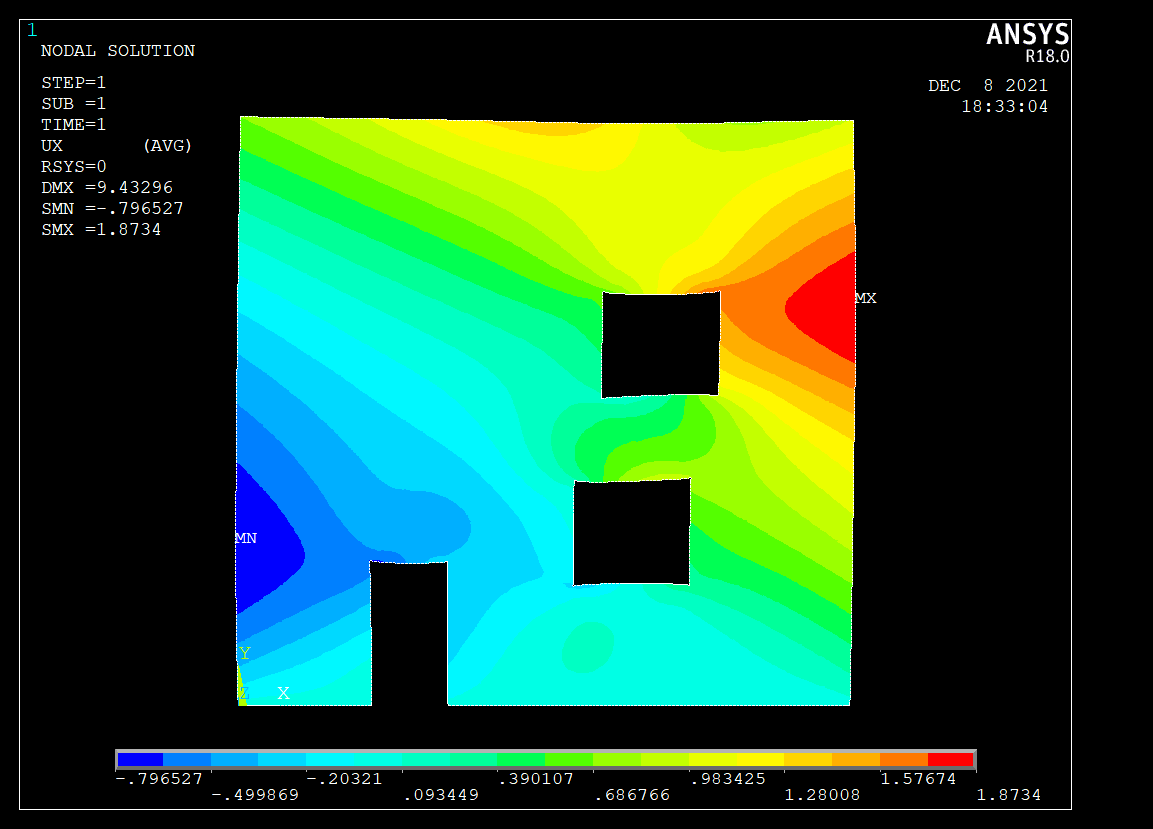 1
ANSYS
R18.0
NODAL SOLUTION
DEC 8 2021
18:33:04
STEP=1
SUB =1
TIME=1
UX (AVG)
RSYS=0
DMX =9.43296
SMN =-.796527
SMX =1.8734
MX
MN
Y
Z X
-.796527 -.20321 .390107 .983425 1.57674
-.499869 .093449 .686766 1.28008 1.8734